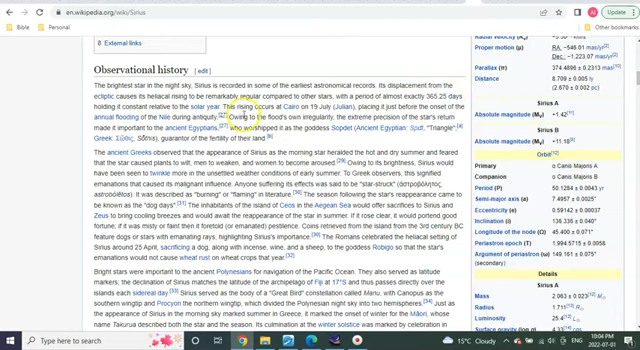 en.wikipedia.org/wiki/Sirius
Update
Bible
Personal
8 External links
Observational history [edit]
The brightest star in the night sky, Sirius is recorded in some of the earliest astronomical records. Its displacement from the
ecliptic causes its heliacal rising to be remarkably regular compared to other stars, with a period of almost exactly 365.25 days
holding it constant relative to the solar year. This rising occurs at Cairo on 19 July (Julian), placing it just before the onset of the
annual flooding of the Nile during antiquity.[27] Owing to the flood's own irregularity, the extreme precision of the star's return
made it important to the ancient Egyptians,[27] who worshipped it as the goddess Sopdet (Ancient Egyptian: Spdt, "Triangle";[a]
Greek: Σῶθις, Sō̂this), guarantor of the fertility of their land.[b]
The ancient Greeks observed that the appearance of Sirius as the morning star heralded the hot and dry summer and
feared that the star caused plants to wilt, men to weaken, and women to become aroused.[29] Owing to its brightness, Sirius would
have been seen to twinkle more in the unsettled weather conditions of early summer. To Greek observers, this signified
emanations that caused its malignant influence. Anyone suffering its effects was said to be "star-struck" (ἀστροβόλητος,
astrobólētos). It was described as "burning" or "flaming" in literature.[30] The season following the star's reappearance came to
be known as the "dog days".[31] The inhabitants of the island of Ceos in the Aegean Sea would offer sacrifices to Sirius and
Zeus to bring cooling breezes and would await the reappearance of the star in summer. If it rose clear, it would portend good
fortune; if it was misty or faint then it foretold (or emanated) pestilence. Coins retrieved from the island from the 3rd century BC
feature dogs or stars with emanating rays, highlighting Sirius's importance.[30] The Romans celebrated the heliacal setting of
Sirius around 25 April, sacrificing a dog, along with incense, wine, and a sheep, to the goddess Robigo so that the star's
emanations would not cause wheat rust on wheat crops that year.[32]
Bright stars were important to the ancient Polynesians for navigation of the Pacific Ocean. They also served as latitude
markers; the declination of Sirius matches the latitude of the archipelago of Fiji at 17°S and thus passes directly over the
islands each sidereal day.[33] Sirius served as the body of a "Great Bird" constellation called Manu, with Canopus as the
southern wingtip and Procyon the northern wingtip, which divided the Polynesian night sky into two hemispheres.[34] Just as
the appearance of Sirius in the morning sky marked summer in Greece, it marked the onset of winter for the Māori, whose
name Takurua described both the star and the season. Its culmination at the winter solstice was marked by celebration in
Proper motion (μ) RA: −546.01 mas/yr
Dec: −1,223.07 mas/yr
Parallax (π) 374.4896 ± 0.2313 mas
Distance 8.709 ± 0.005 ly
(2.670 ± 0.002 pc)
Sirius A
Absolute magnitude (MV) +1.42
Sirius B
Absolute magnitude (MV) +11.18
Orbit
Primary α Canis Majoris A
Companion α Canis Majoris B
Period (P) 50.1284 ± 0.0043 yr
Semi-major axis (a) 7.4957 ± 0.0025"
Eccentricity (e) 0.59142 ± 0.00037
Inclination (i) 136.336 ± 0.040°
Longitude of the node (Ω) 45.400 ± 0.071°
Periastron epoch (T) 1,994.5715 ± 0.0058
Argument of periastron (ω) 149.161 ± 0.075°
(secondary)
Details
Sirius A
Mass 2.063 ± 0.023 M☉
Radius 1.711 R☉
Luminosity 25.4 L☉
Surface gravity (log g) 4.33 cgs
Type here to search
15°C Cloudy
10:04 PM
2022-07-01